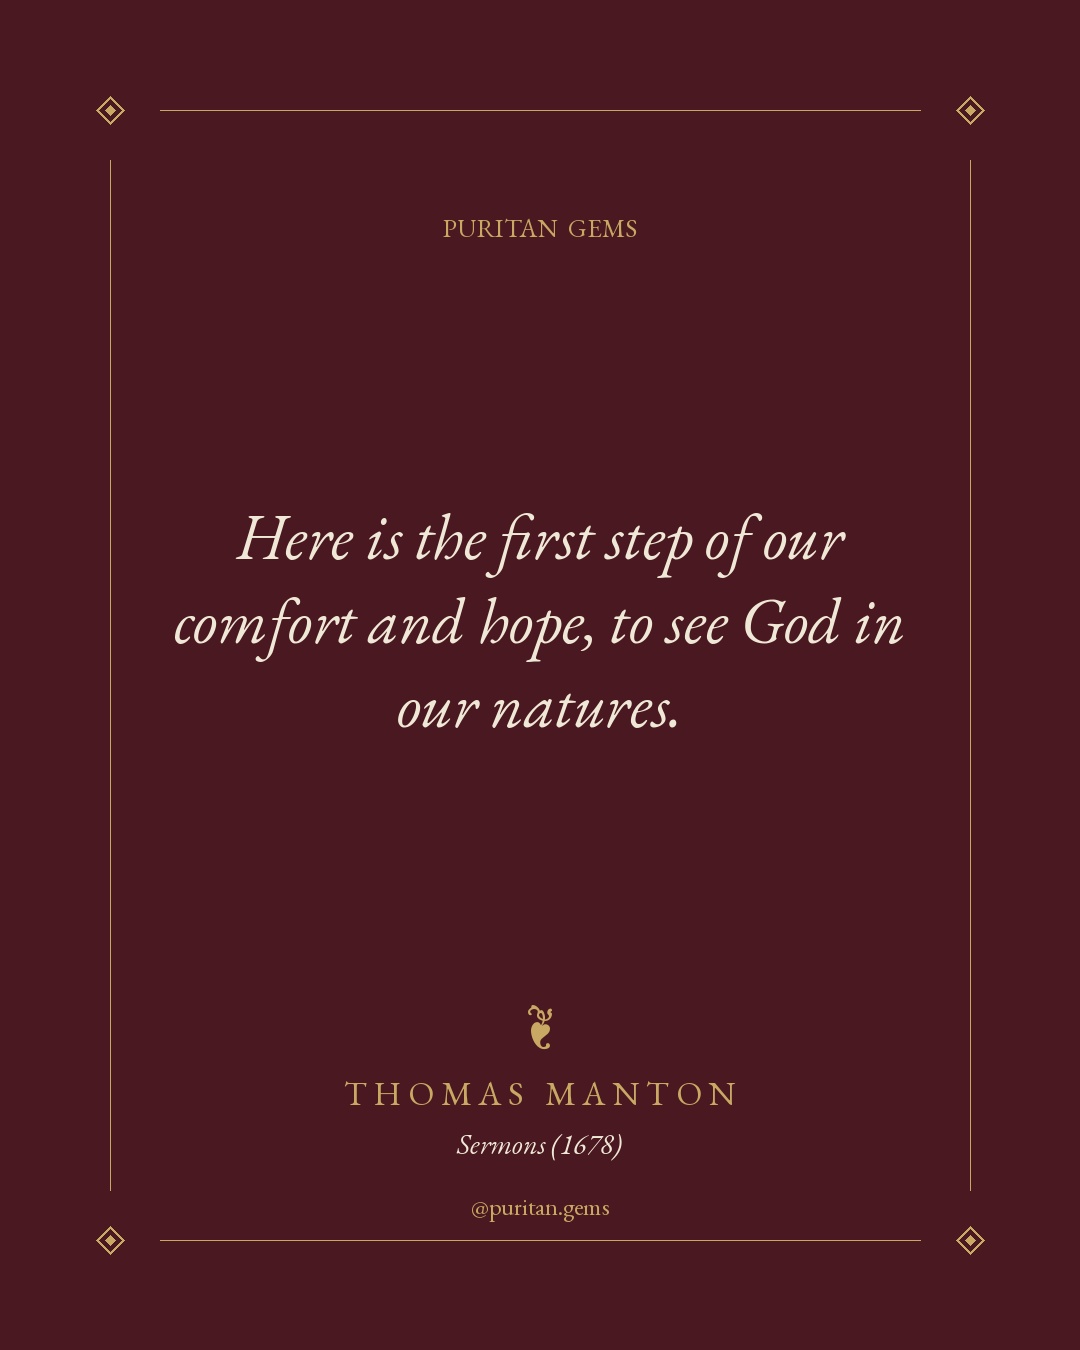 PURITAN GEMS
Here is the first step of our
comfort and hope, to see God in
our natures.
THOMAS MANTON
Sermons (1678)
@puritan.gems